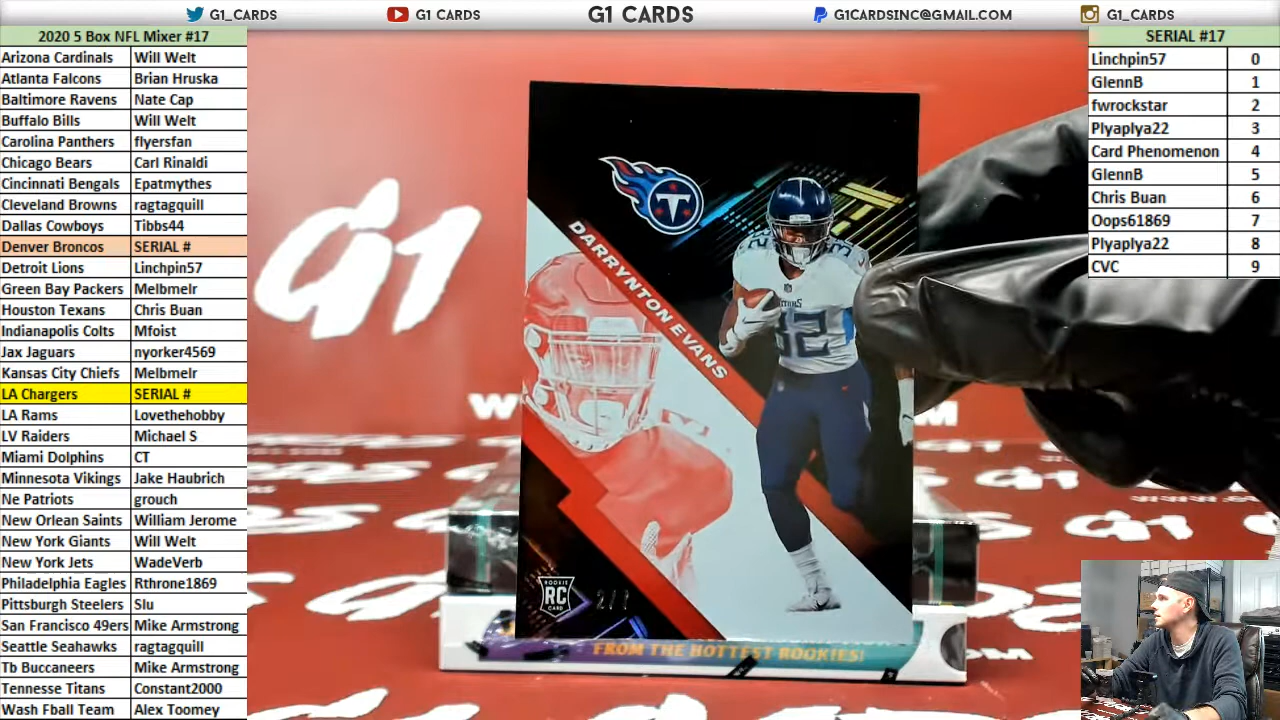 G1_CARDS
G1 CARDS
G1 CARDS
G1CARDSINC@GMAIL.COM
G1_CARDS
2020 5 Box NFL Mixer #17
Arizona Cardinals Will Welt
Atlanta Falcons Brian Hruska
Baltimore Ravens Nate Cap
Buffalo Bills Will Welt
Carolina Panthers flyersfan
Chicago Bears Carl Rinaldi
Cincinnati Bengals Epatmythes
Cleveland Browns ragtagquill
Dallas Cowboys Tibbs44
Denver Broncos SERIAL #
Detroit Lions Linchpin57
Green Bay Packers Melbmelr
Houston Texans Chris Buan
Indianapolis Colts Mfoist
Jax Jaguars nyorker4569
Kansas City Chiefs Melbmelr
LA Chargers SERIAL #
LA Rams Lovethehobby
LV Raiders Michael S
Miami Dolphins CT
Minnesota Vikings Jake Haubrich
Ne Patriots grouch
New Orlean Saints William Jerome
New York Giants Will Welt
New York Jets WadeVerb
Philadelphia Eagles Rthrone1869
Pittsburgh Steelers Slu
San Francisco 49ers Mike Armstrong
Seattle Seahawks ragtagquill
Tb Buccaneers Mike Armstrong
Tennesse Titans Constant2000
Wash Fball Team Alex Toomey
SERIAL #17
Linchpin57 0
GlennB 1
fwrockstar 2
Plyaplya22 3
Card Phenomenon 4
GlennB 5
Chris Buan 6
Oops61869 7
Plyaplya22 8
CVC 9
G1
T
DARRYNTON EVANS
TITANS
32
ROOKIE
RC
CARD
FROM THE HOTTEST ROOKIES!